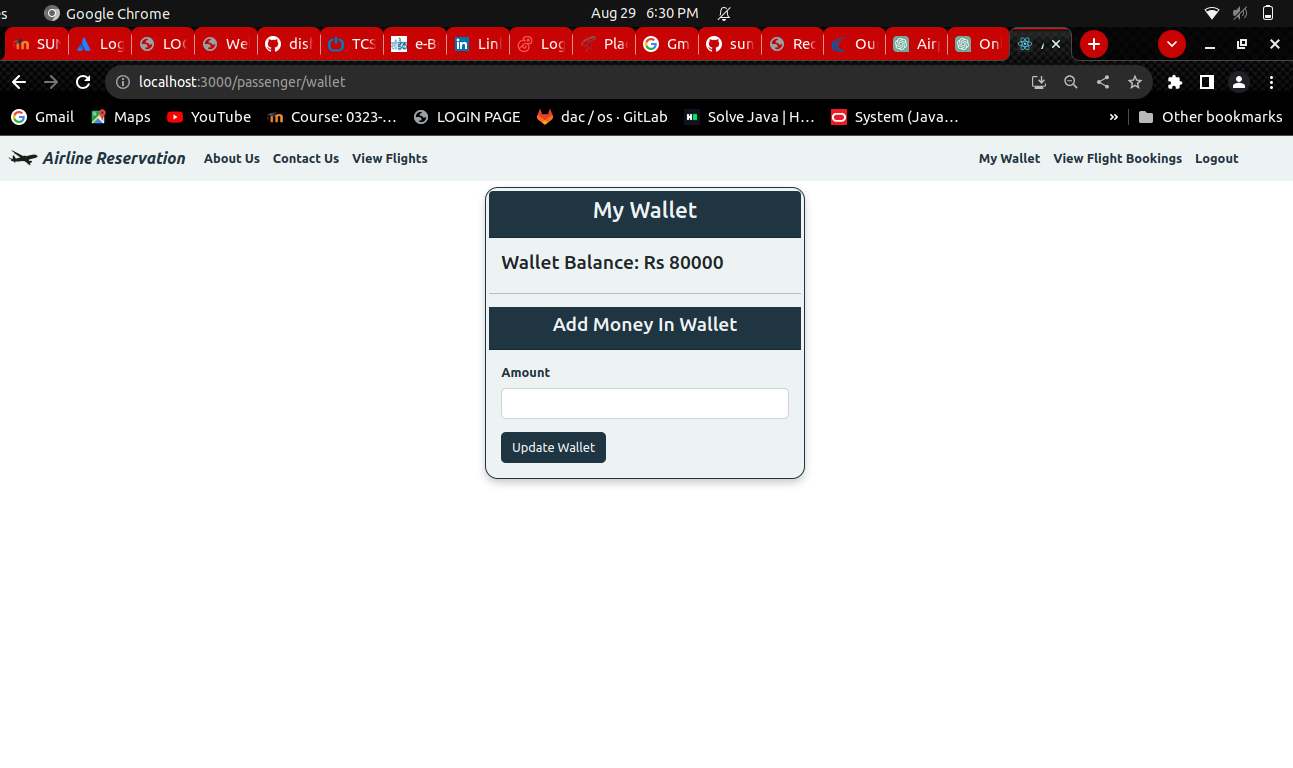 es Google Chrome Aug 29 6:30 PM
SUN Log LOG We dis TCS e-B Lin Log Pla Gm sun Rec Ou Air On
localhost:3000/passenger/wallet
Gmail Maps YouTube Course: 0323-... LOGIN PAGE dac / os · GitLab Solve Java | H... System (Java... » Other bookmarks
Airline Reservation About Us Contact Us View Flights My Wallet View Flight Bookings Logout
My Wallet
Wallet Balance: Rs 80000
Add Money In Wallet
Amount
Update Wallet